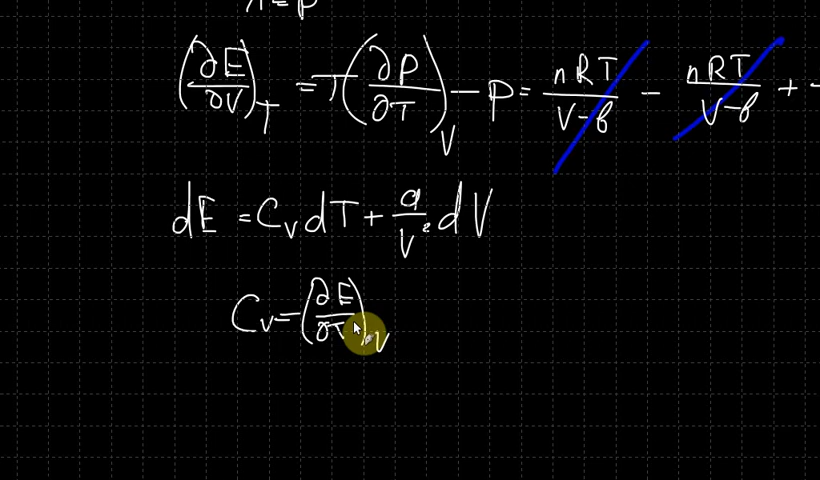 (∂E/∂V)_T = T(∂P/∂T)_V - P = nRT/V-b - nRT/V-b +
dE = C_V dT + a/V² dV
C_V = (∂E/∂T)_V